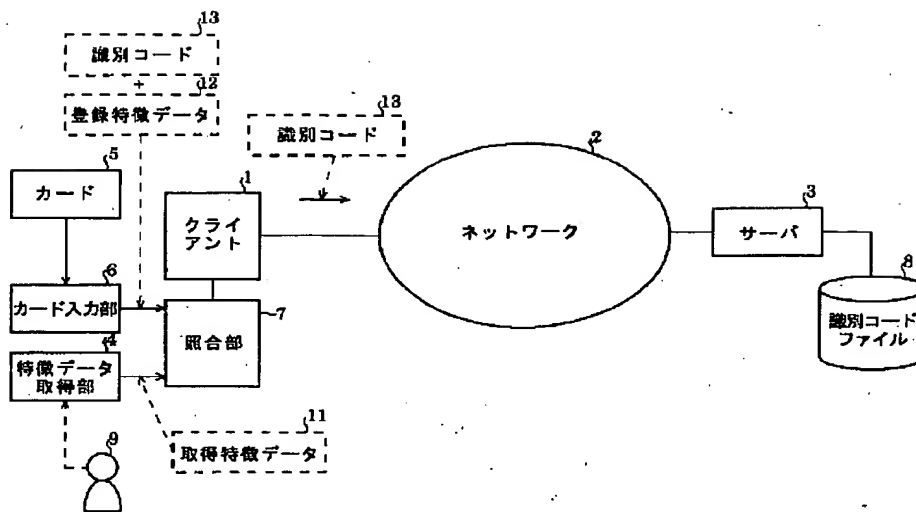 13
識別コード
+
12
登録特徴データ
13
識別コード
5
カード
1
クライ
アント
2
ネットワーク
3
サーバ
6
カード入力部
7
照合部
8
識別コード
ファイル
4
特徴データ
取得部
11
取得特徴データ
9